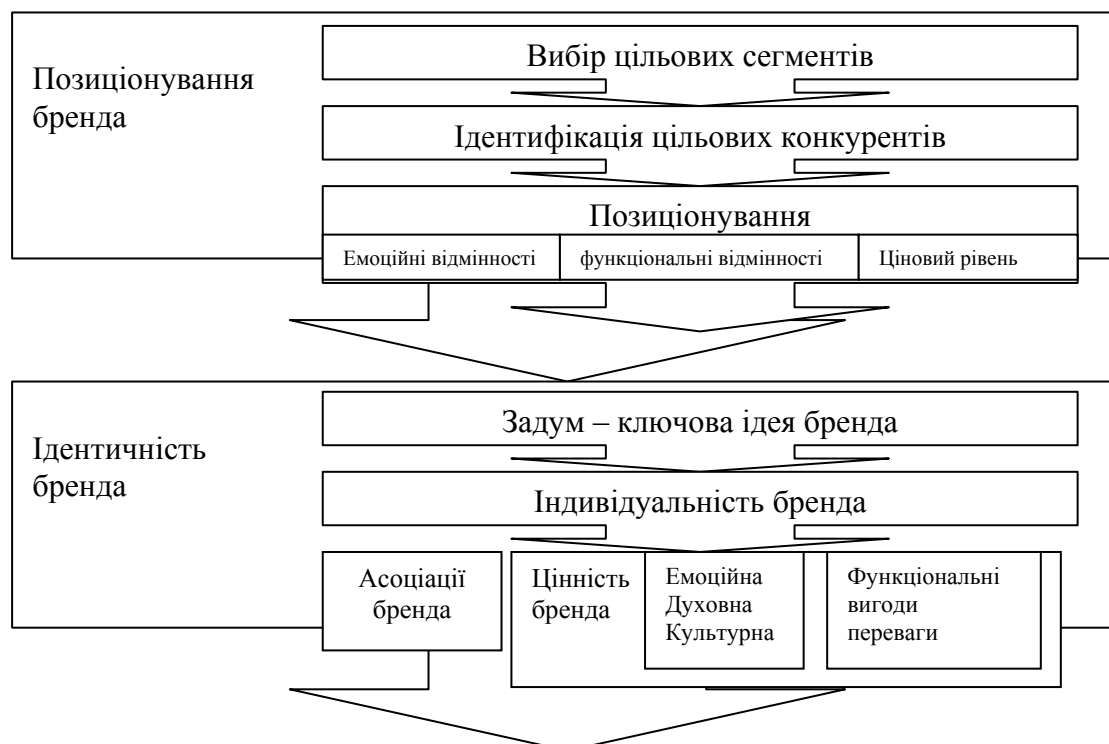 Позиціонування
бренда
Вибір цільових сегментів
Ідентифікація цільових конкурентів
Позиціонування
Емоційні відмінності
функціональні відмінності
Ціновий рівень
Ідентичність
бренда
Задум – ключова ідея бренда
Індивідуальність бренда
Асоціації
бренда
Цінність
бренда
Емоційна
Духовна
Культурна
Функціональні
вигоди
переваги